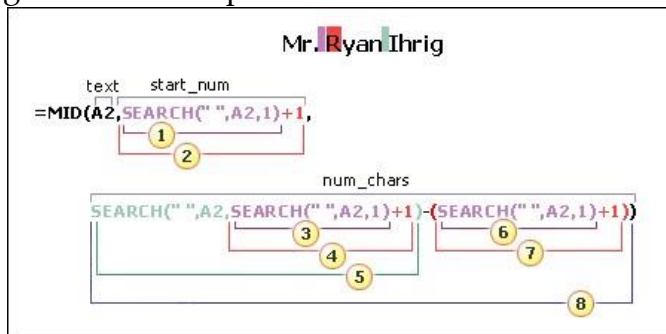 Mr. Ryan Ihrig
text start_num
=MID(A2,SEARCH(" ",A2,1)+1,
1
2
num_chars
SEARCH(" ",A2,SEARCH(" ",A2,1)+1)-(SEARCH(" ",A2,1)+1))
3 6
4 7
5
8